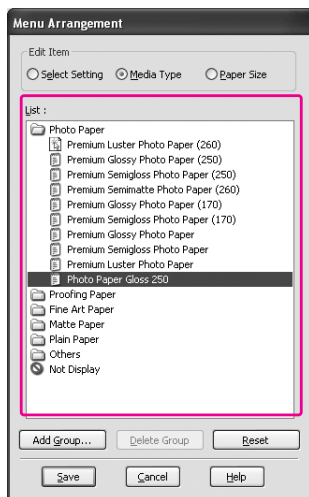 Menu Arrangement
Edit Item
Select Setting Media Type Paper Size
List :
Photo Paper
Premium Luster Photo Paper (260)
Premium Glossy Photo Paper (250)
Premium Semigloss Photo Paper (250)
Premium Semimatte Photo Paper (260)
Premium Glossy Photo Paper (170)
Premium Semigloss Photo Paper (170)
Premium Glossy Photo Paper
Premium Semigloss Photo Paper
Premium Luster Photo Paper
Photo Paper Gloss 250
Proofing Paper
Fine Art Paper
Matte Paper
Plain Paper
Others
Not Display
Add Group... Delete Group Reset
Save Cancel Help